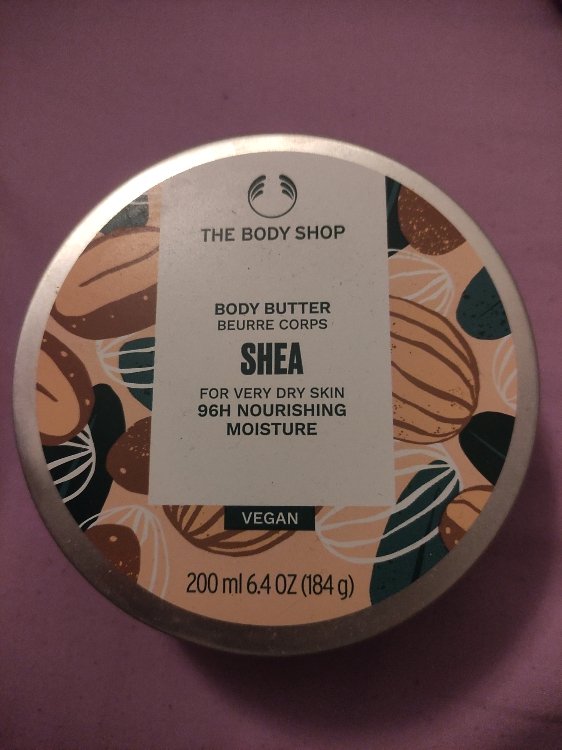 THE BODY SHOP
BODY BUTTER
BEURRE CORPS
SHEA
FOR VERY DRY SKIN
96H NOURISHING
MOISTURE
VEGAN
200 ml 6.4 OZ (184 g)